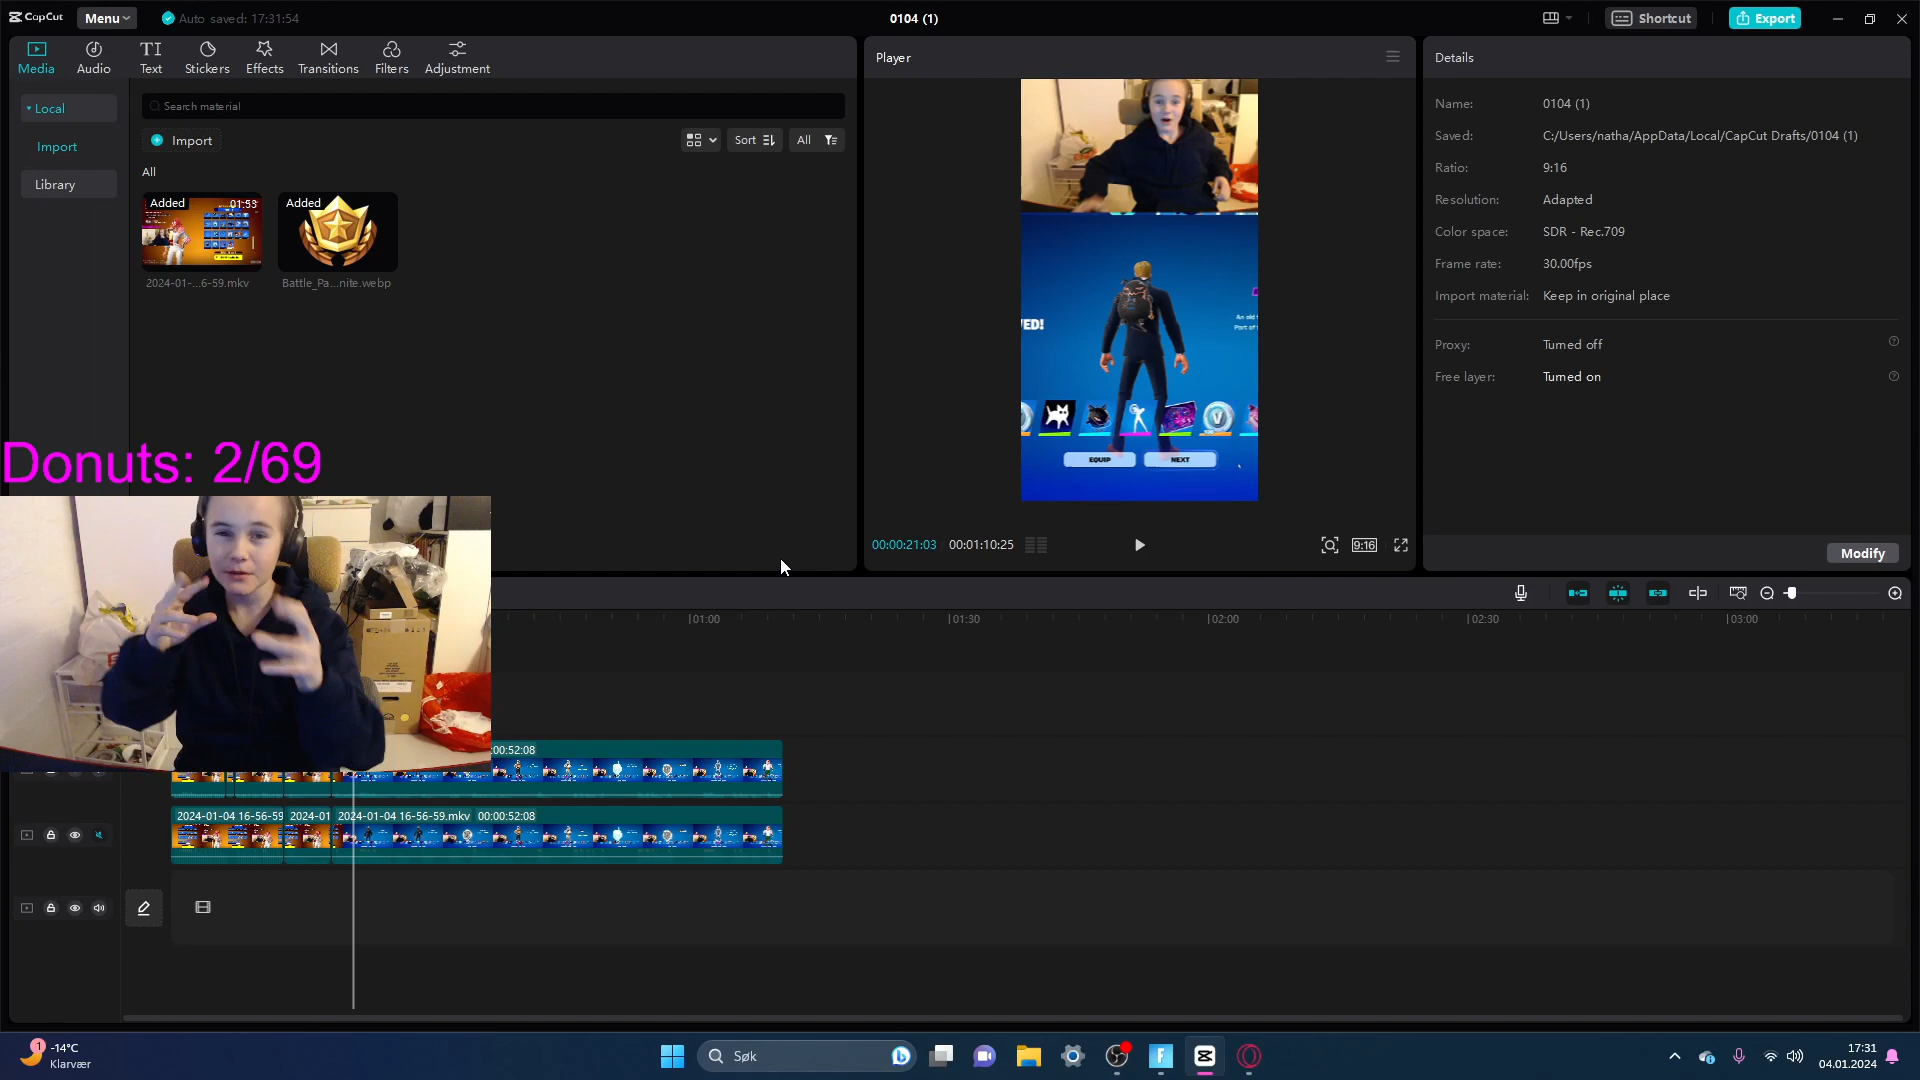 CapCut
Menu
Auto saved: 17:31:54
0104 (1)
Shortcut
Export
Media
Audio
TI
Text
Stickers
Effects
Transitions
Filters
Adjustment
Player
Details
Local
Import
Library
Search material
Import
Sort
All
All
Added
01:53
Added
2024-01-...6-59.mkv
Battle_Pa...nite.webp
Name: 0104 (1)
Saved: C:/Users/natha/AppData/Local/CapCut Drafts/0104 (1)
Ratio: 9:16
Resolution: Adapted
Color space: SDR - Rec.709
Frame rate: 30.00fps
Import material: Keep in original place
Proxy: Turned off
Free layer: Turned on
Modify
ED!
An old
Part of
EQUIP
NEXT
00:00:21:03
00:01:10:25
9:16
Donuts: 2/69
01:00
01:30
02:00
02:30
03:00
00:52:08
2024-01-04 16-56-59
2024-01
2024-01-04 16-56-59.mkv
00:00:52:08
1
-14°C
Klarvær
Søk
17:31
04.01.2024